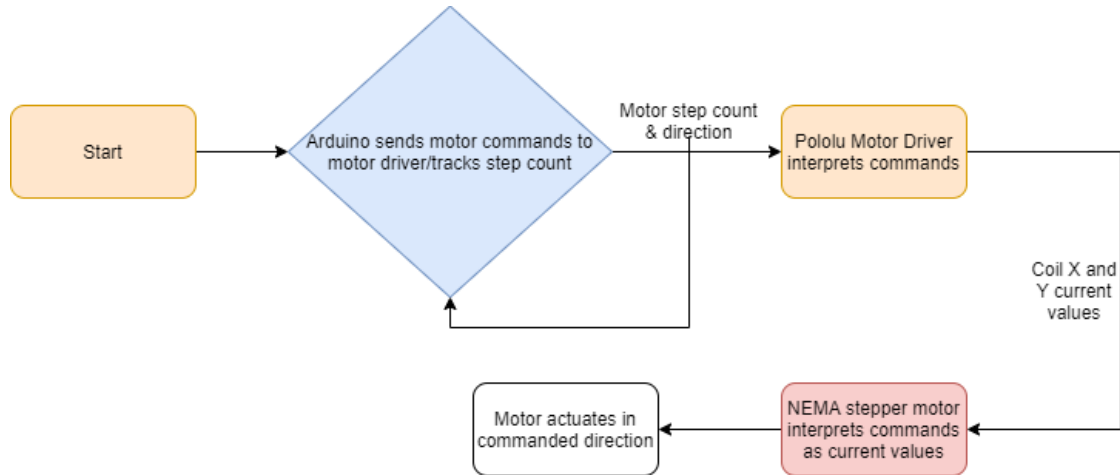 Start
Arduino sends motor commands to
motor driver/tracks step count
Motor step count
& direction
Pololu Motor Driver
interprets commands
Coil X and
Y current
values
NEMA stepper motor
interprets commands
as current values
Motor actuates in
commanded direction